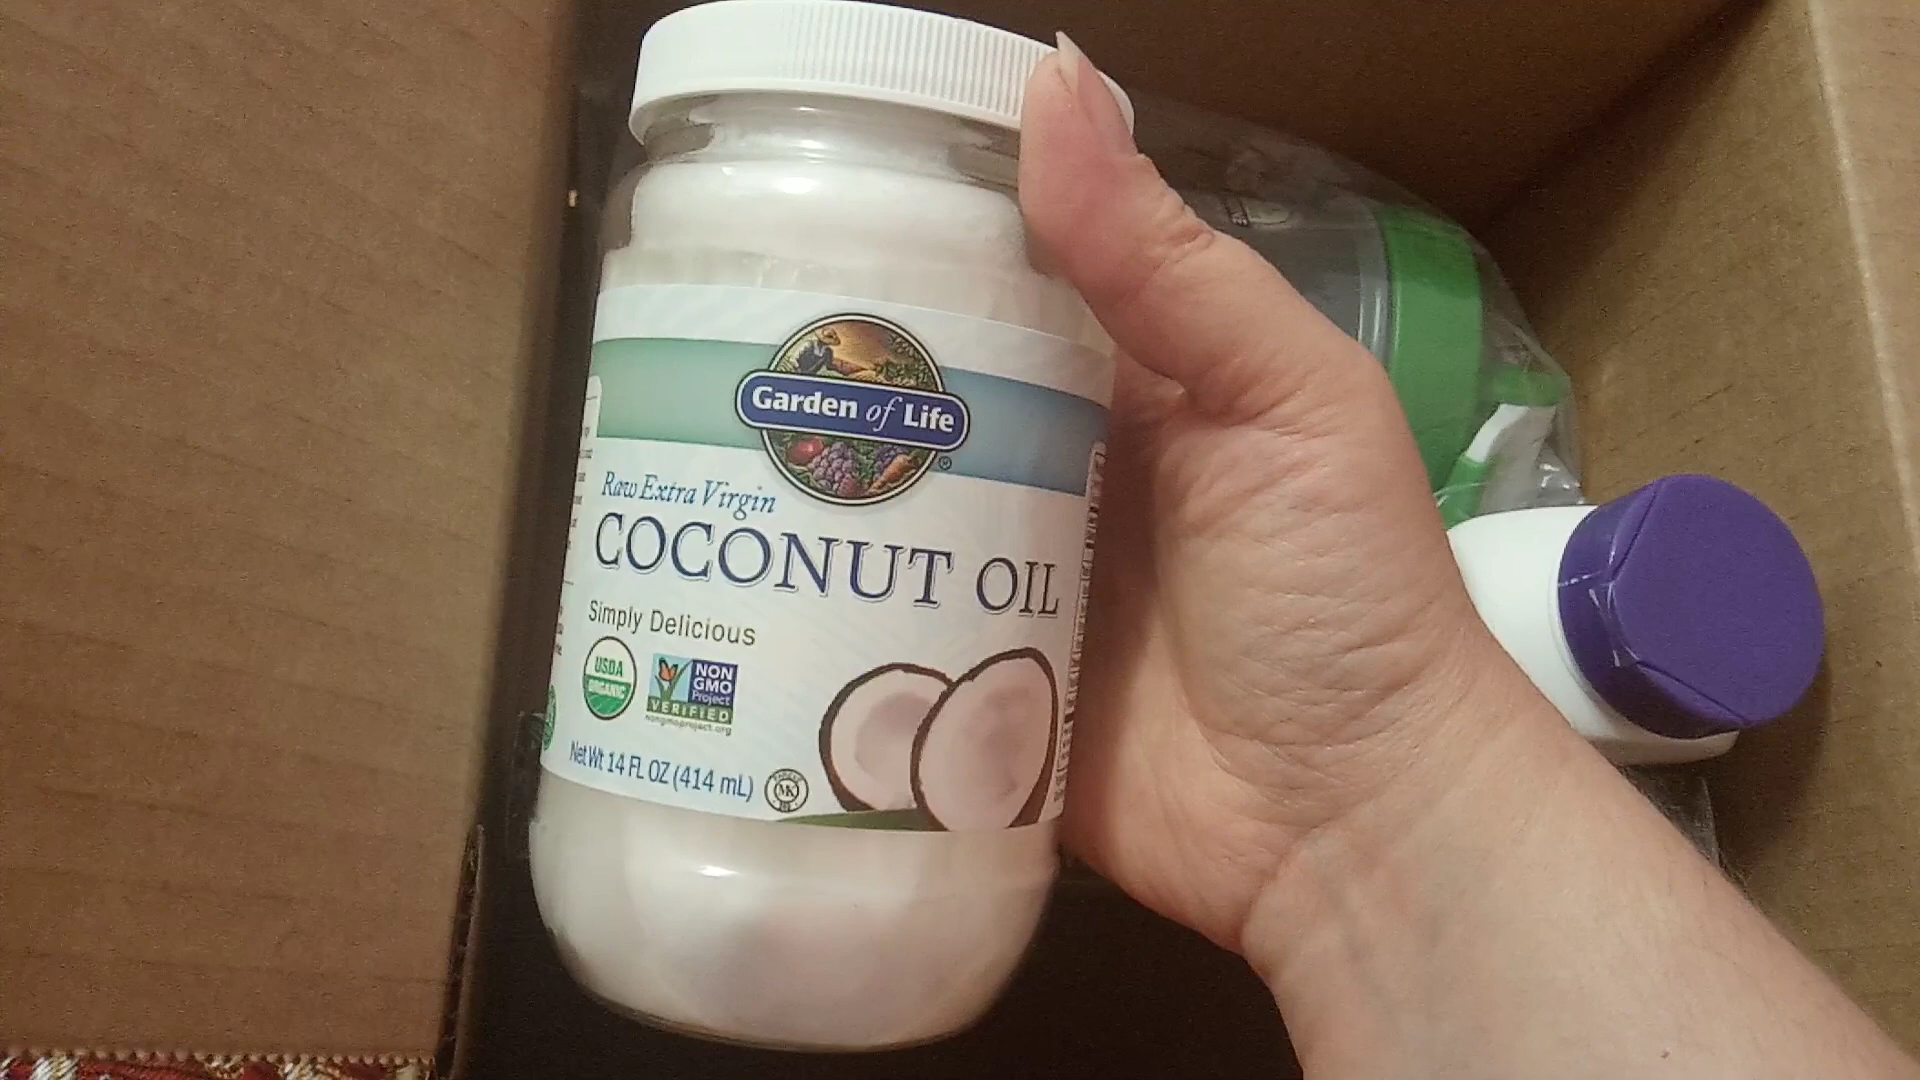 Garden of Life
Raw Extra Virgin
COCONUT OIL
Simply Delicious
USDA
ORGANIC
NON
GMO
Project
VERIFIED
nongmoproject.org
Net Wt 14 FL OZ (414 mL)
MK